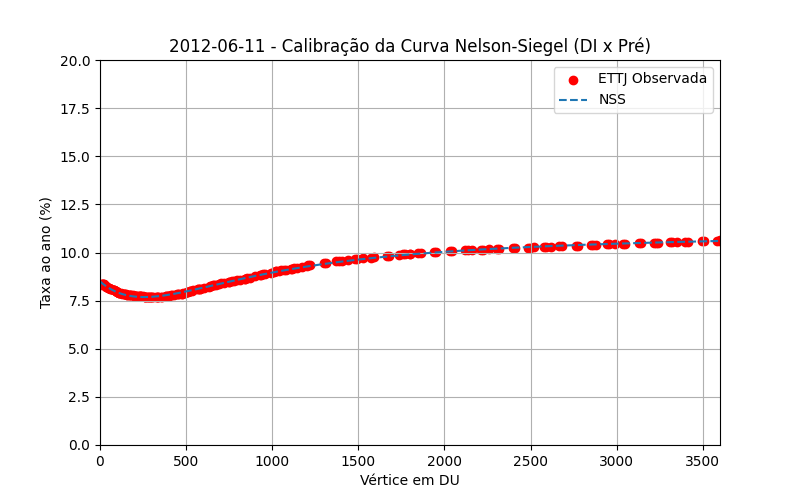 2012-06-11 - Calibração da Curva Nelson-Siegel (DI x Pré)
ETTJ Observada
NSS
Taxa ao ano (%)
20.0
17.5
15.0
12.5
10.0
7.5
5.0
2.5
0.0
0 500 1000 1500 2000 2500 3000 3500
Vértice em DU